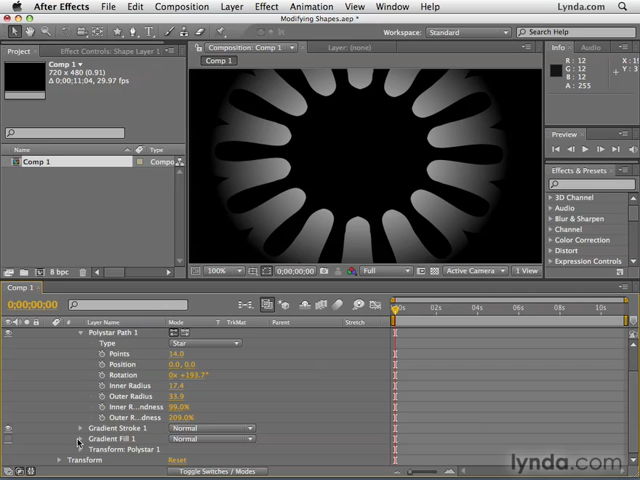 After Effects File Edit Composition Layer Effect Animation View Window Help Lynda.com
Modifying Shapes.aep *
Workspace: Standard Search Help
Project Effect Controls: Shape Layer 1
Composition: Comp 1 Layer: (none)
Info Audio
Comp 1
Comp 1
720 x 480 (0.91)
Δ 0;00;11;04, 29.97 fps
R: 12
G: 12
B: 12
A: 255
Preview
Effects & Presets
Name Type
Comp 1 Compo
3D Channel
Audio
Blur & Sharpen
Channel
Color Correction
Distort
Expression Controls
8 bpc
100% 0;00;00;00 Full Active Camera 1 View
Comp 1
0;00;00;00
02s 04s 06s 08s 10s
# Layer Name Mode TrkMat Parent Stretch
Polystar Path 1
Type Star
Points 14.0
Position 0.0, 0.0
Rotation 0x +193.7°
Inner Radius 17.4
Outer Radius 33.9
Inner R...ndness 99.0%
Outer R...dness 209.0%
Gradient Stroke 1 Normal
Gradient Fill 1 Normal
Transform: Polystar 1
Transform Reset
Toggle Switches / Modes
lynda.com